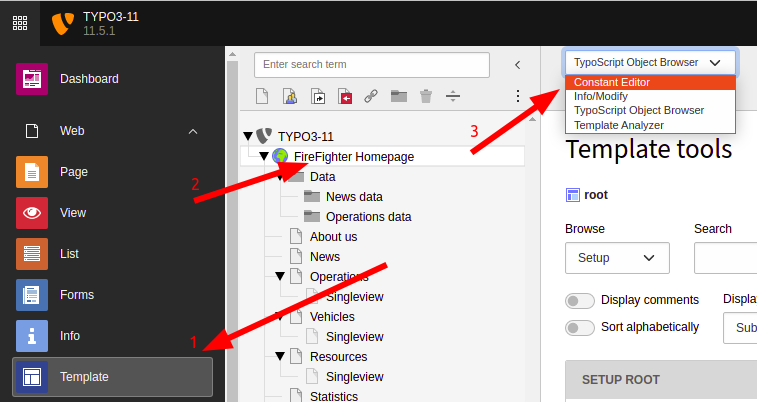 TYPO3-11
11.5.1
Dashboard
Web
Page
View
List
Forms
Info
Template
1
2
3
Enter search term
TYPO3-11
FireFighter Homepage
Data
News data
Operations data
About us
News
Operations
Singleview
Vehicles
Singleview
Resources
Singleview
Statistics
TypoScript Object Browser
Constant Editor
Info/Modify
TypoScript Object Browser
Template Analyzer
Template tools
root
Browse
Search
Setup
Display comments
Displa
Sort alphabetically
Sub
SETUP ROOT